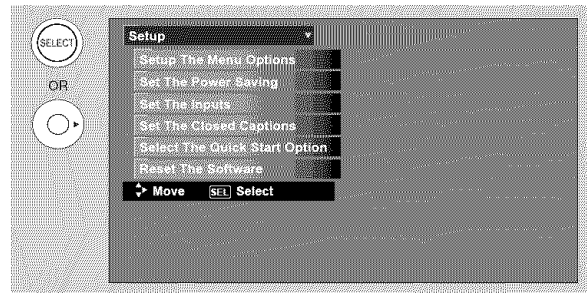 SELECT
OR
Setup
Setup The Menu Options
Set The Power Saving
Set The Inputs
Set The Closed Captions
Select The Quick Start Option
Reset The Software
Move SEL Select